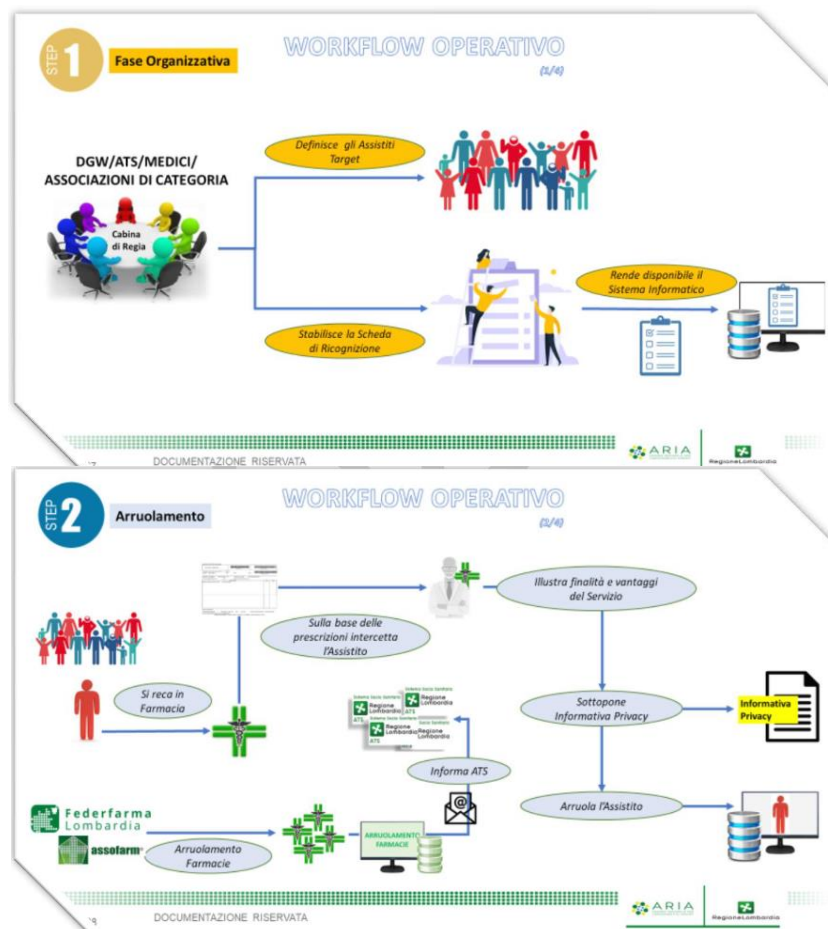 STEP
1
Fase Organizzativa
WORKFLOW OPERATIVO
(1/4)
DGW/ATS/MEDICI/
ASSOCIAZIONI DI CATEGORIA
Cabina
di Regia
Definisce gli Assistiti
Target
Stabilisce la Scheda
di Ricognizione
Rende disponibile il
Sistema Informatico
DOCUMENTAZIONE RISERVATA
ARIA
RegioneLombardia
STEP
2
Arruolamento
WORKFLOW OPERATIVO
Sulla base delle
prescrizioni intercetta
l'Assistito
Illustra finalità e vantaggi
del Servizio
Si reca in
Farmacia
Sottopone
Informativa Privacy
Informativa
Privacy
Sistema Socio Sanitario
Regione
Lombardia
ATS
Informa ATS
Arruola l'Assistito
Federfarma
Lombardia
assofarm
Arruolamento
Farmacie
ARRUOLAMENTO
FARMACIE
DOCUMENTAZIONE RISERVATA
ARIA
RegioneLombardia